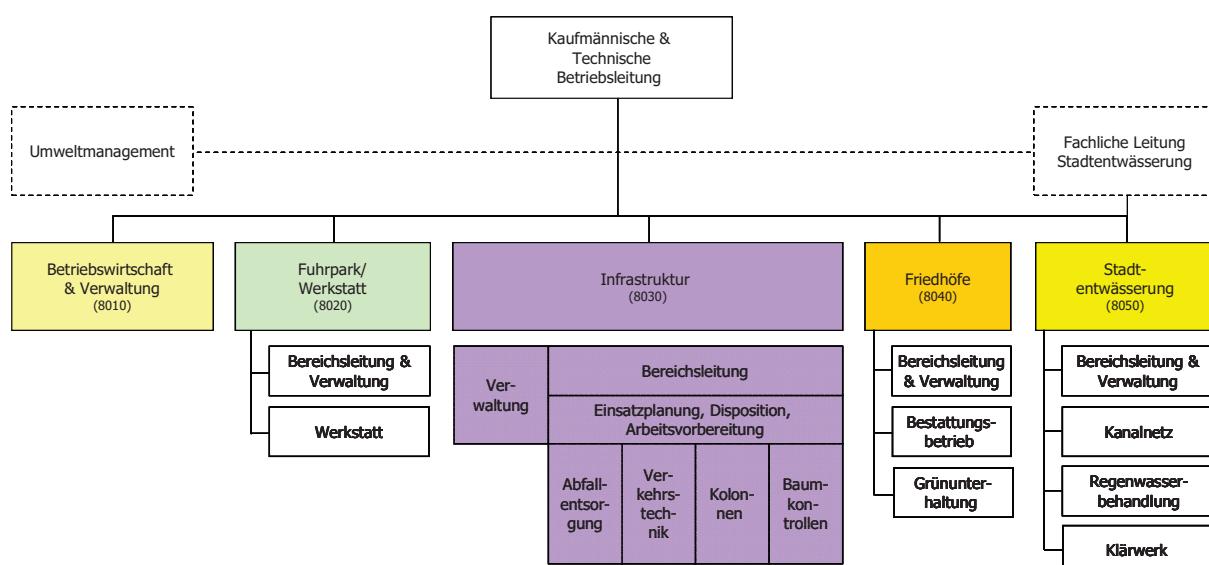 Kaufmännische &
Technische
Betriebsleitung
Umweltmanagement
Fachliche Leitung
Stadtentwässerung
Betriebswirtschaft
& Verwaltung
(8010)
Fuhrpark/
Werkstatt
(8020)
Infrastruktur
(8030)
Friedhöfe
(8040)
Stadt-
entwässerung
(8050)
Bereichsleitung &
Verwaltung
Werkstatt
Ver-
waltung
Bereichsleitung
Einsatzplanung, Disposition,
Arbeitsvorbereitung
Abfall-
entsor-
gung
Ver-
kehrs-
tech-
nik
Kolon-
nen
Baum-
kon-
trollen
Bereichsleitung
& Verwaltung
Bestattungs-
betrieb
Grünunter-
haltung
Bereichsleitung &
Verwaltung
Kanalnetz
Regenwasser-
behandlung
Klärwerk